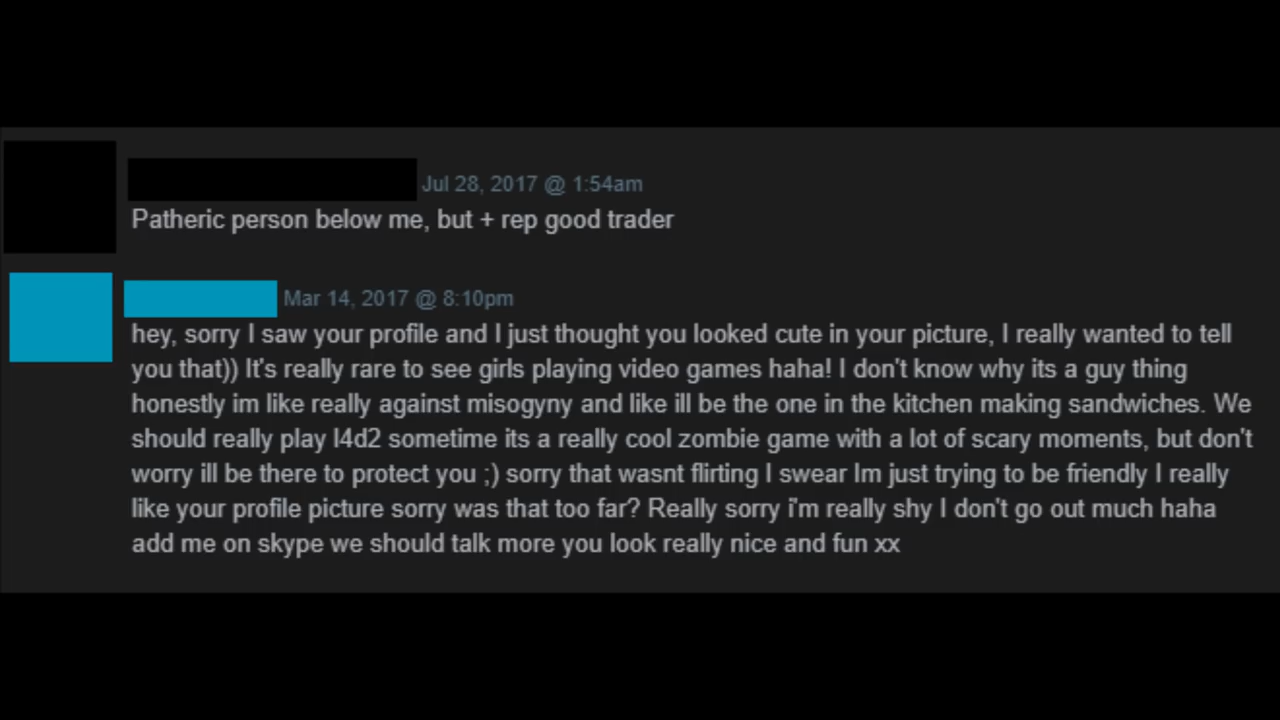 Jul 28, 2017 @ 1:54am
Patheric person below me, but + rep good trader
Mar 14, 2017 @ 8:10pm
hey, sorry I saw your profile and I just thought you looked cute in your picture, I really wanted to tell
you that)) It's really rare to see girls playing video games haha! I don't know why its a guy thing
honestly im like really against misogyny and like ill be the one in the kitchen making sandwiches. We
should really play l4d2 sometime its a really cool zombie game with a lot of scary moments, but don't
worry ill be there to protect you ;) sorry that wasnt flirting I swear Im just trying to be friendly I really
like your profile picture sorry was that too far? Really sorry i'm really shy I don't go out much haha
add me on skype we should talk more you look really nice and fun xx